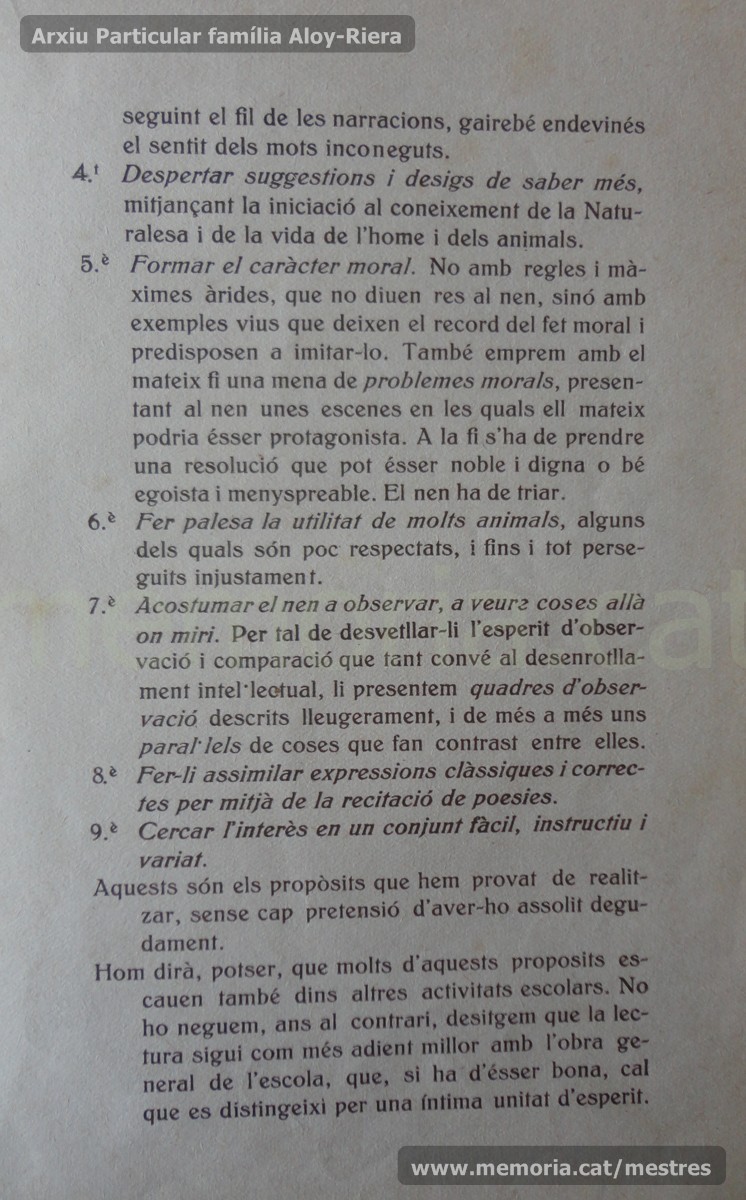 Arxiu Particular família Aloy-Riera
seguint el fil de les narracions, gairebé endevinés
el sentit dels mots inconeguts.
4.t Despertar suggestions i desigs de saber més,
mitjançant la iniciació al coneixement de la Natu-
ralesa i de la vida de l'home i dels animals.
5.è Formar el caràcter moral. No amb regles i mà-
ximes àrides, que no diuen res al nen, sinó amb
exemples vius que deixen el record del fet moral i
predisposen a imitar-lo. També emprem amb el
mateix fi una mena de problemes morals, presen-
tant al nen unes escenes en les quals ell mateix
podria ésser protagonista. A la fi s'ha de prendre
una resolució que pot ésser noble i digna o bé
egoista i menyspreable. El nen ha de triar.
6.è Fer palesa la utilitat de molts animals, alguns
dels quals són poc respectats, i fins i tot perse-
guits injustament.
7.è Acostumar el nen a observar, a veure coses allà
on miri. Per tal de desvetllar-li l'esperit d'obser-
vació i comparació que tant convé al desenrotlla-
ment intel·lectual, li presentem quadres d'obser-
vació descrits lleugerament, i de més a més uns
paral·lels de coses que fan contrast entre elles.
8.è Fer-li assimilar expressions clàssiques i correc-
tes per mitjà de la recitació de poesies.
9.è Cercar l'interès en un conjunt fàcil, instructiu i
variat.
Aquests són els propòsits que hem provat de realit-
zar, sense cap pretensió d'aver-ho assolit degu-
dament.
Hom dirà, potser, que molts d'aquests proposits es-
cauen també dins altres activitats escolars. No
ho neguem, ans al contrari, desitgem que la lec-
tura sigui com més adient millor amb l'obra ge-
neral de l'escola, que, si ha d'ésser bona, cal
que es distingeixi per una íntima unitat d'esperit.
www.memoria.cat/mestres